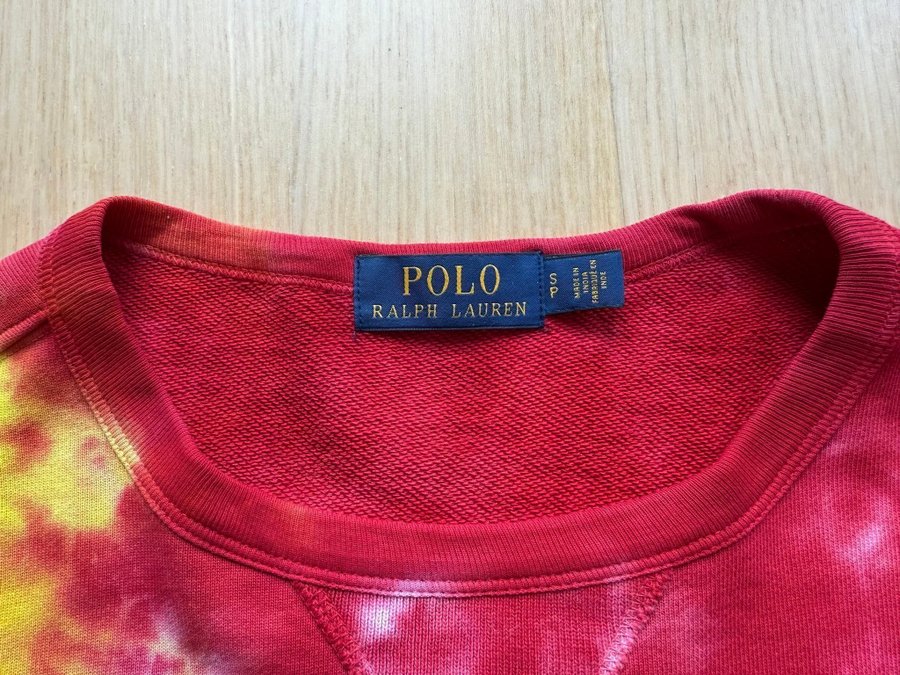 POLO
RALPH LAUREN
S
P
MADE IN
INDIA
FABRIQUÉ EN
INDE